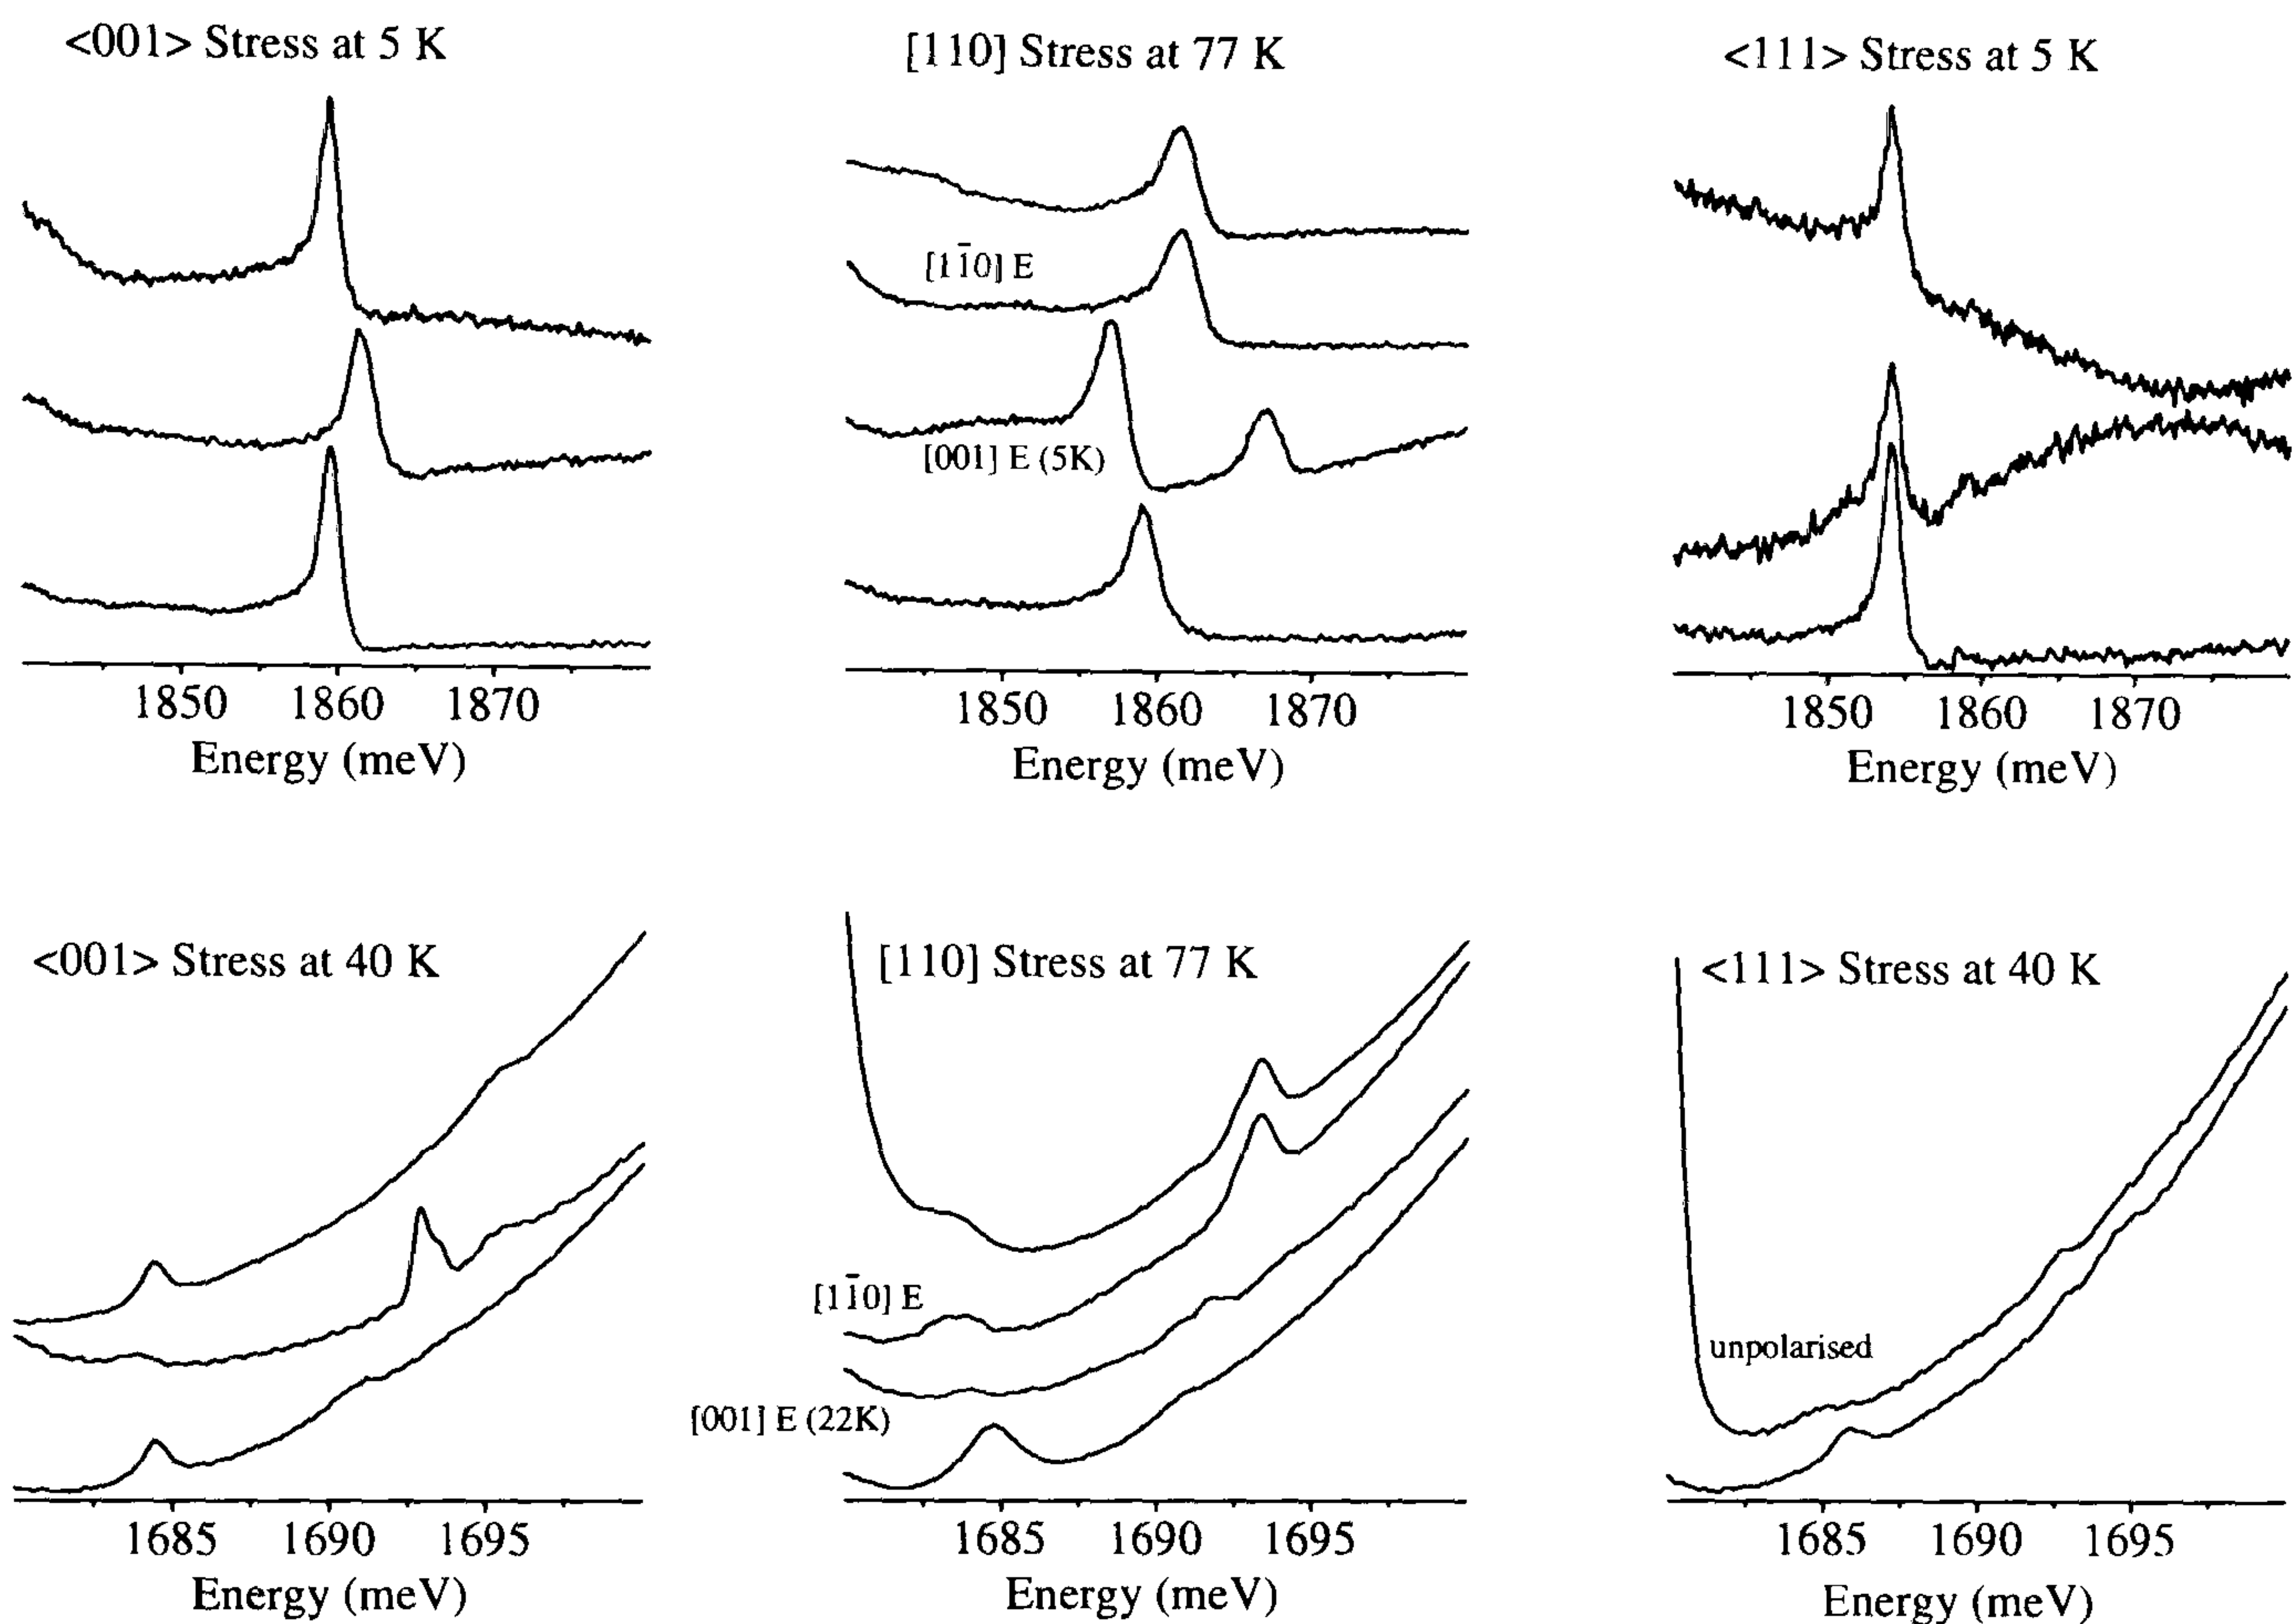 <001> Stress at 5 K
[110] Stress at 77 K
<111> Stress at 5 K
[11̄0] E
[001] E (5K)
1850 1860 1870
Energy (meV)
1850 1860 1870
Energy (meV)
1850 1860 1870
Energy (meV)
<001> Stress at 40 K
[110] Stress at 77 K
<111> Stress at 40 K
[11̄0] E
[001] E (22K)
unpolarised
1685 1690 1695
Energy (meV)
1685 1690 1695
Energy (meV)
1685 1690 1695
Energy (meV)